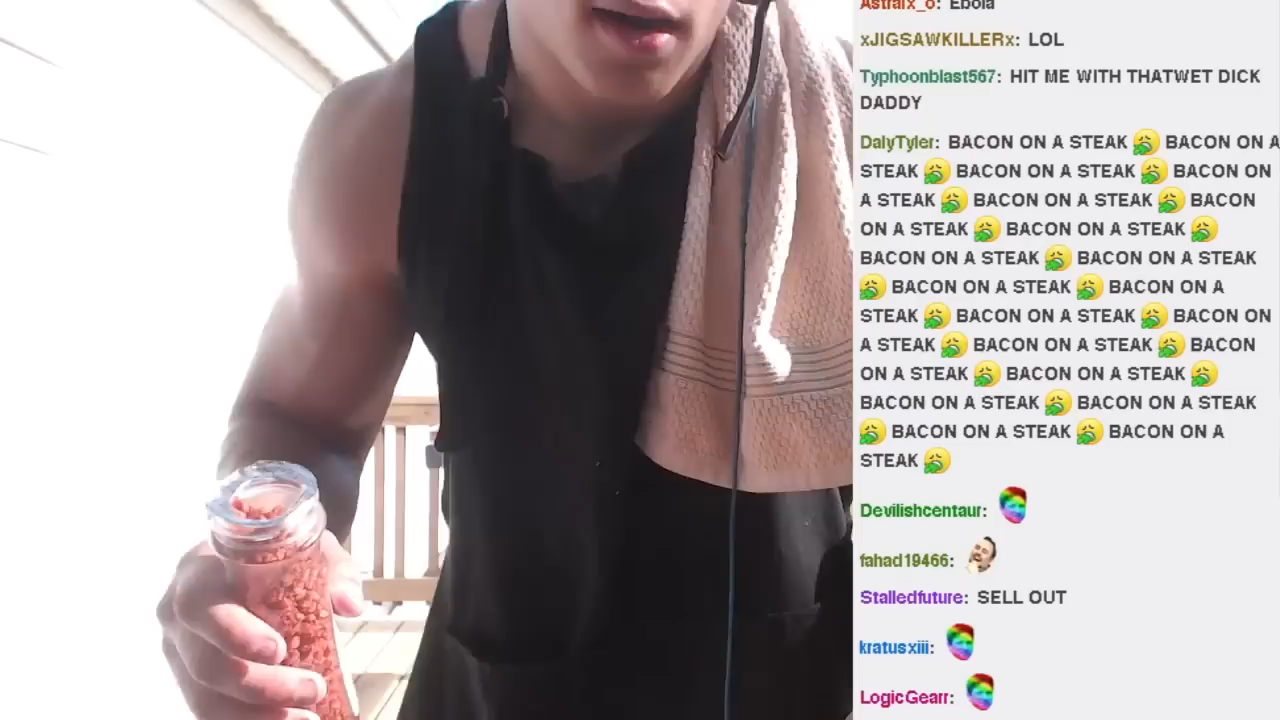 Astralx_o: Ebola
xJIGSAWKILLERx: LOL
Typhoonblast567: HIT ME WITH THATWET DICK
DADDY
DalyTyler: BACON ON A STEAK BACON ON A
STEAK BACON ON A STEAK BACON ON
A STEAK BACON ON A STEAK BACON
ON A STEAK BACON ON A STEAK
BACON ON A STEAK BACON ON A STEAK
BACON ON A STEAK BACON ON A
STEAK BACON ON A STEAK BACON ON
A STEAK BACON ON A STEAK BACON
ON A STEAK BACON ON A STEAK
BACON ON A STEAK BACON ON A STEAK
BACON ON A STEAK BACON ON A
STEAK
Devilishcentaur:
fahad19466:
Stalledfuture: SELL OUT
kratusxiii:
LogicGearr: